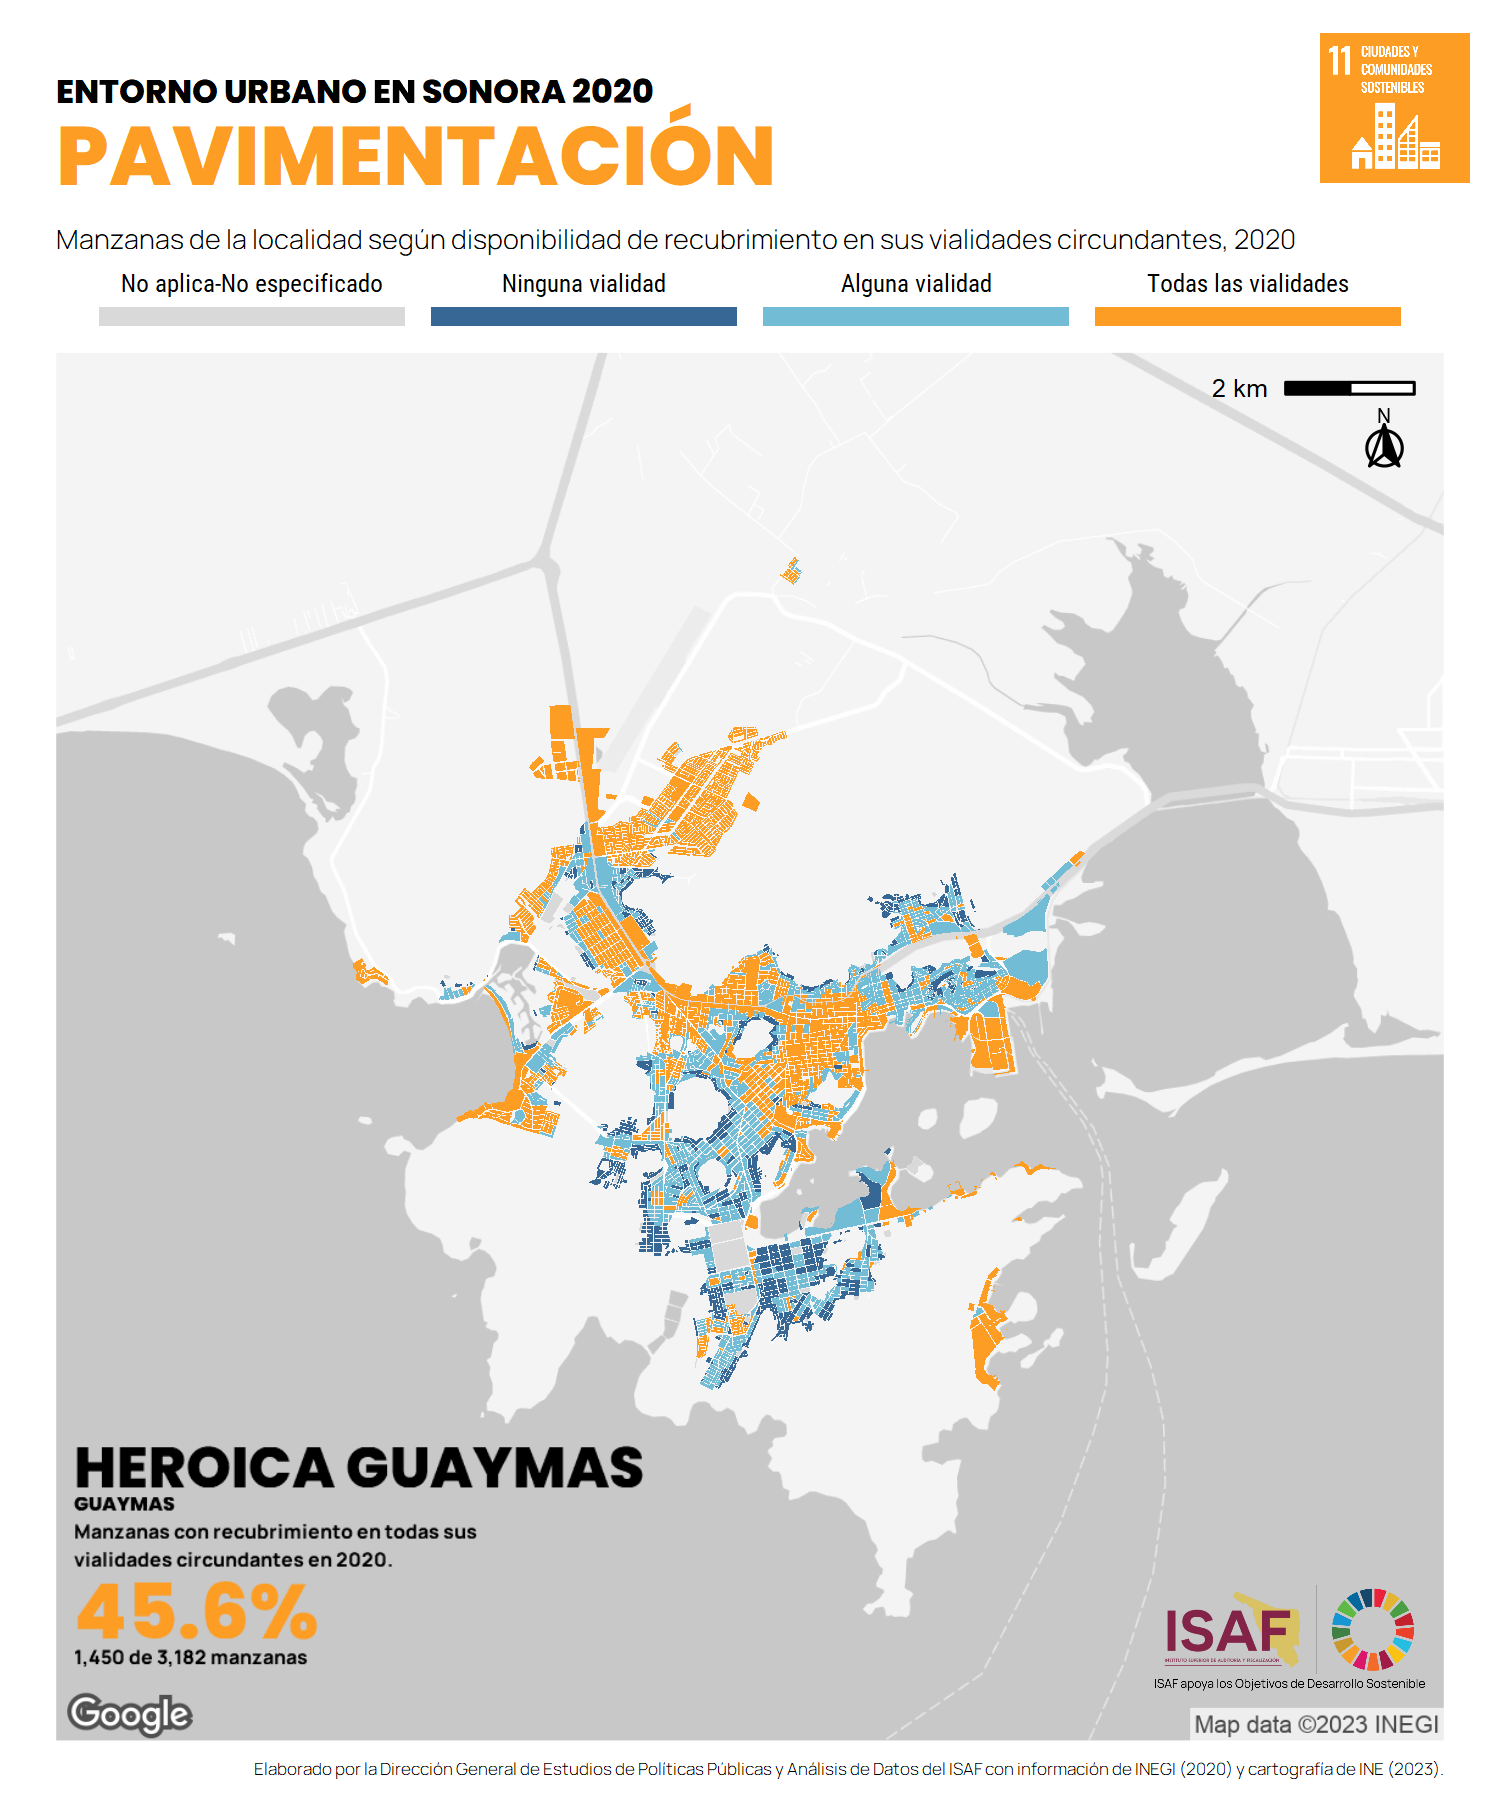 ENTORNO URBANO EN SONORA 2020
PAVIMENTACIÓN
11 CIUDADES Y
COMUNIDADES
SOSTENIBLES
Manzanas de la localidad según disponibilidad de recubrimiento en sus vialidades circundantes, 2020
No aplica-No especificado
Ninguna vialidad
Alguna vialidad
Todas las vialidades
2 km
N
HEROICA GUAYMAS
GUAYMAS
Manzanas con recubrimiento en todas sus
vialidades circundantes en 2020.
45.6%
1,450 de 3,182 manzanas
Google
ISAF
INSTITUTO SUPERIOR DE AUDITORÍA Y FISCALIZACIÓN
ISAF apoya los Objetivos de Desarrollo Sostenible
Map data ©2023 INEGI
Elaborado por la Dirección General de Estudios de Políticas Públicas y Análisis de Datos del ISAF con información de INEGI (2020) y cartografía de INE (2023).